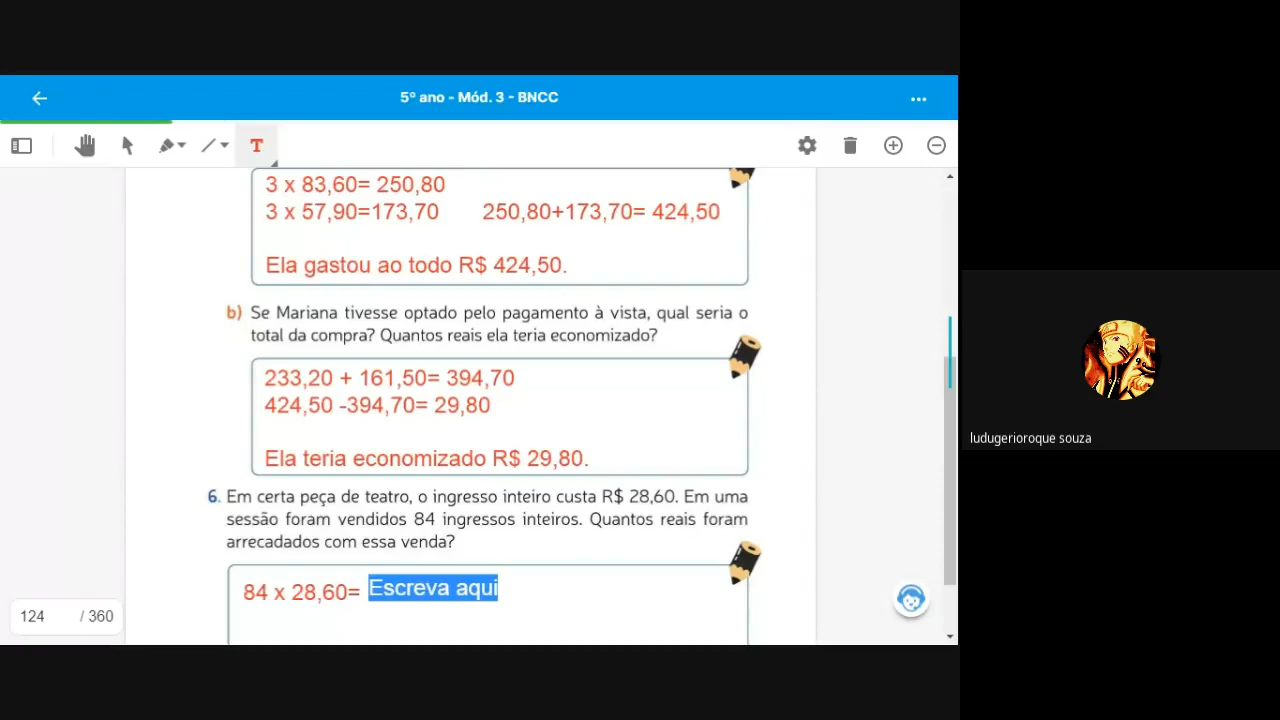 5º ano - Mód. 3 - BNCC
T
3 x 83,60= 250,80
3 x 57,90=173,70 250,80+173,70= 424,50
Ela gastou ao todo R$ 424,50.
b) Se Mariana tivesse optado pelo pagamento à vista, qual seria o
total da compra? Quantos reais ela teria economizado?
233,20 + 161,50= 394,70
424,50 -394,70= 29,80
Ela teria economizado R$ 29,80.
6. Em certa peça de teatro, o ingresso inteiro custa R$ 28,60. Em uma
sessão foram vendidos 84 ingressos inteiros. Quantos reais foram
arrecadados com essa venda?
84 x 28,60= Escreva aqui
124 / 360
ludugerioroque souza